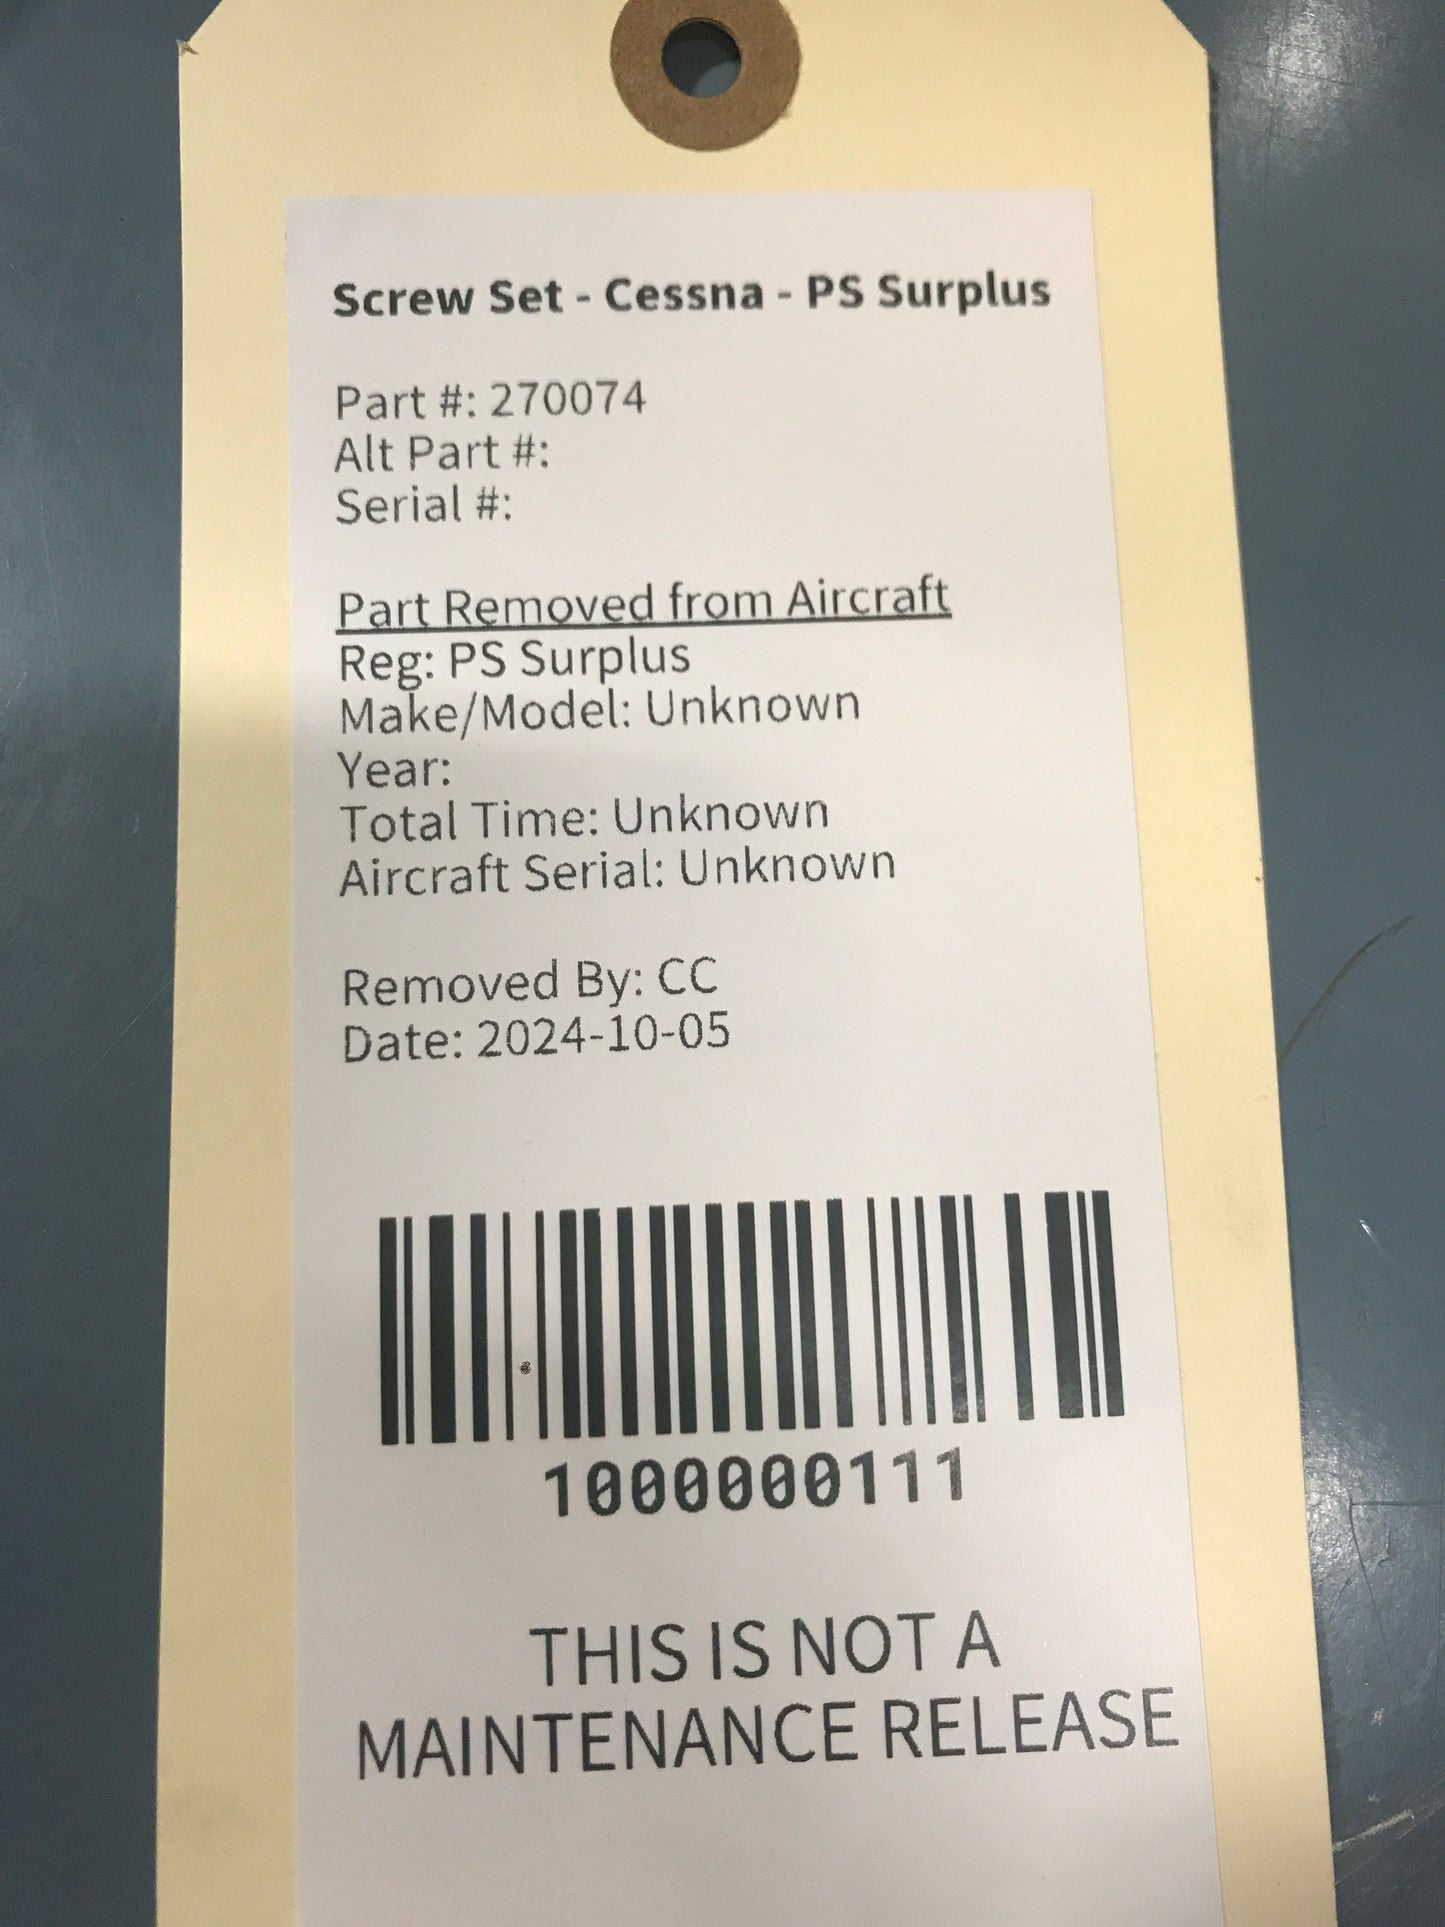 Screw Set - Cessna - PS Surplus
Part #: 270074
Alt Part #:
Serial #:
Part Removed from Aircraft
Reg: PS Surplus
Make/Model: Unknown
Year:
Total Time: Unknown
Aircraft Serial: Unknown
Removed By: CC
Date: 2024-10-05
1000000111
THIS IS NOT A
MAINTENANCE RELEASE